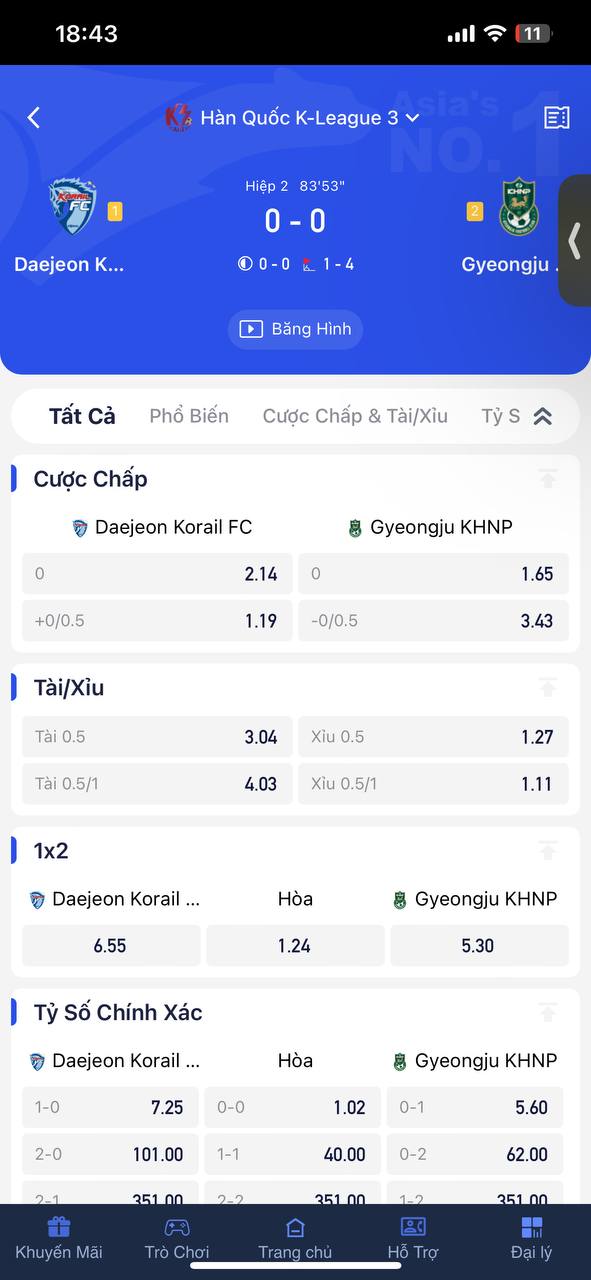 18:43
11
Asia's
NO.1
Hàn Quốc K-League 3
Hiệp 2 83'53"
1
0 - 0
2
Daejeon K...
0 - 0
1 - 4
Gyeongju .
Băng Hình
Tất Cả
Phổ Biến
Cược Chấp & Tài/Xỉu
Tỷ S
Cược Chấp
Daejeon Korail FC
Gyeongju KHNP
0 2.14 0 1.65
+0/0.5 1.19 -0/0.5 3.43
Tài/Xỉu
Tài 0.5 3.04 Xỉu 0.5 1.27
Tài 0.5/1 4.03 Xỉu 0.5/1 1.11
1x2
Daejeon Korail ... Hòa Gyeongju KHNP
6.55 1.24 5.30
Tỷ Số Chính Xác
Daejeon Korail ... Hòa Gyeongju KHNP
1-0 7.25 0-0 1.02 0-1 5.60
2-0 101.00 1-1 40.00 0-2 62.00
2-1 351.00 2-2 351.00 1-2 351.00
Khuyến Mãi
Trò Chơi
Trang chủ
Hỗ Trợ
Đại lý